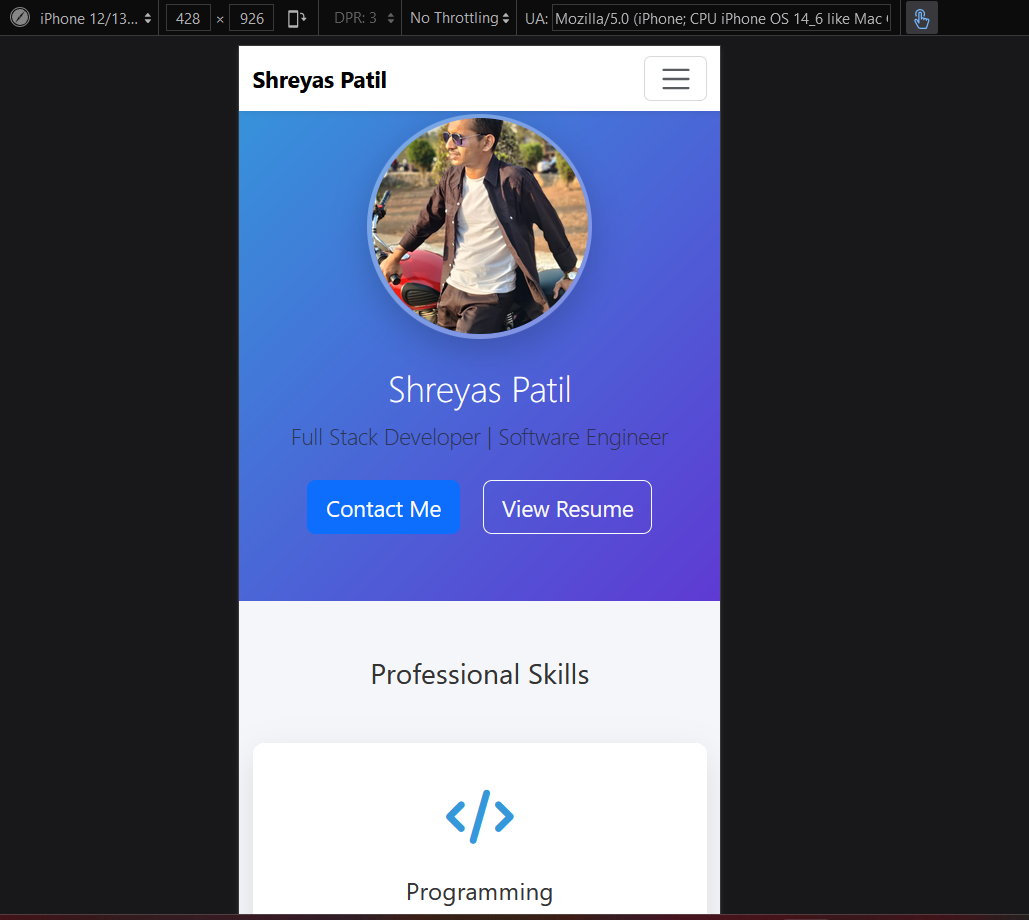 iPhone 12/13... 428 × 926 DPR: 3 No Throttling UA: Mozilla/5.0 (iPhone; CPU iPhone OS 14_6 like Mac
Shreyas Patil
Shreyas Patil
Full Stack Developer | Software Engineer
Contact Me View Resume
Professional Skills
Programming